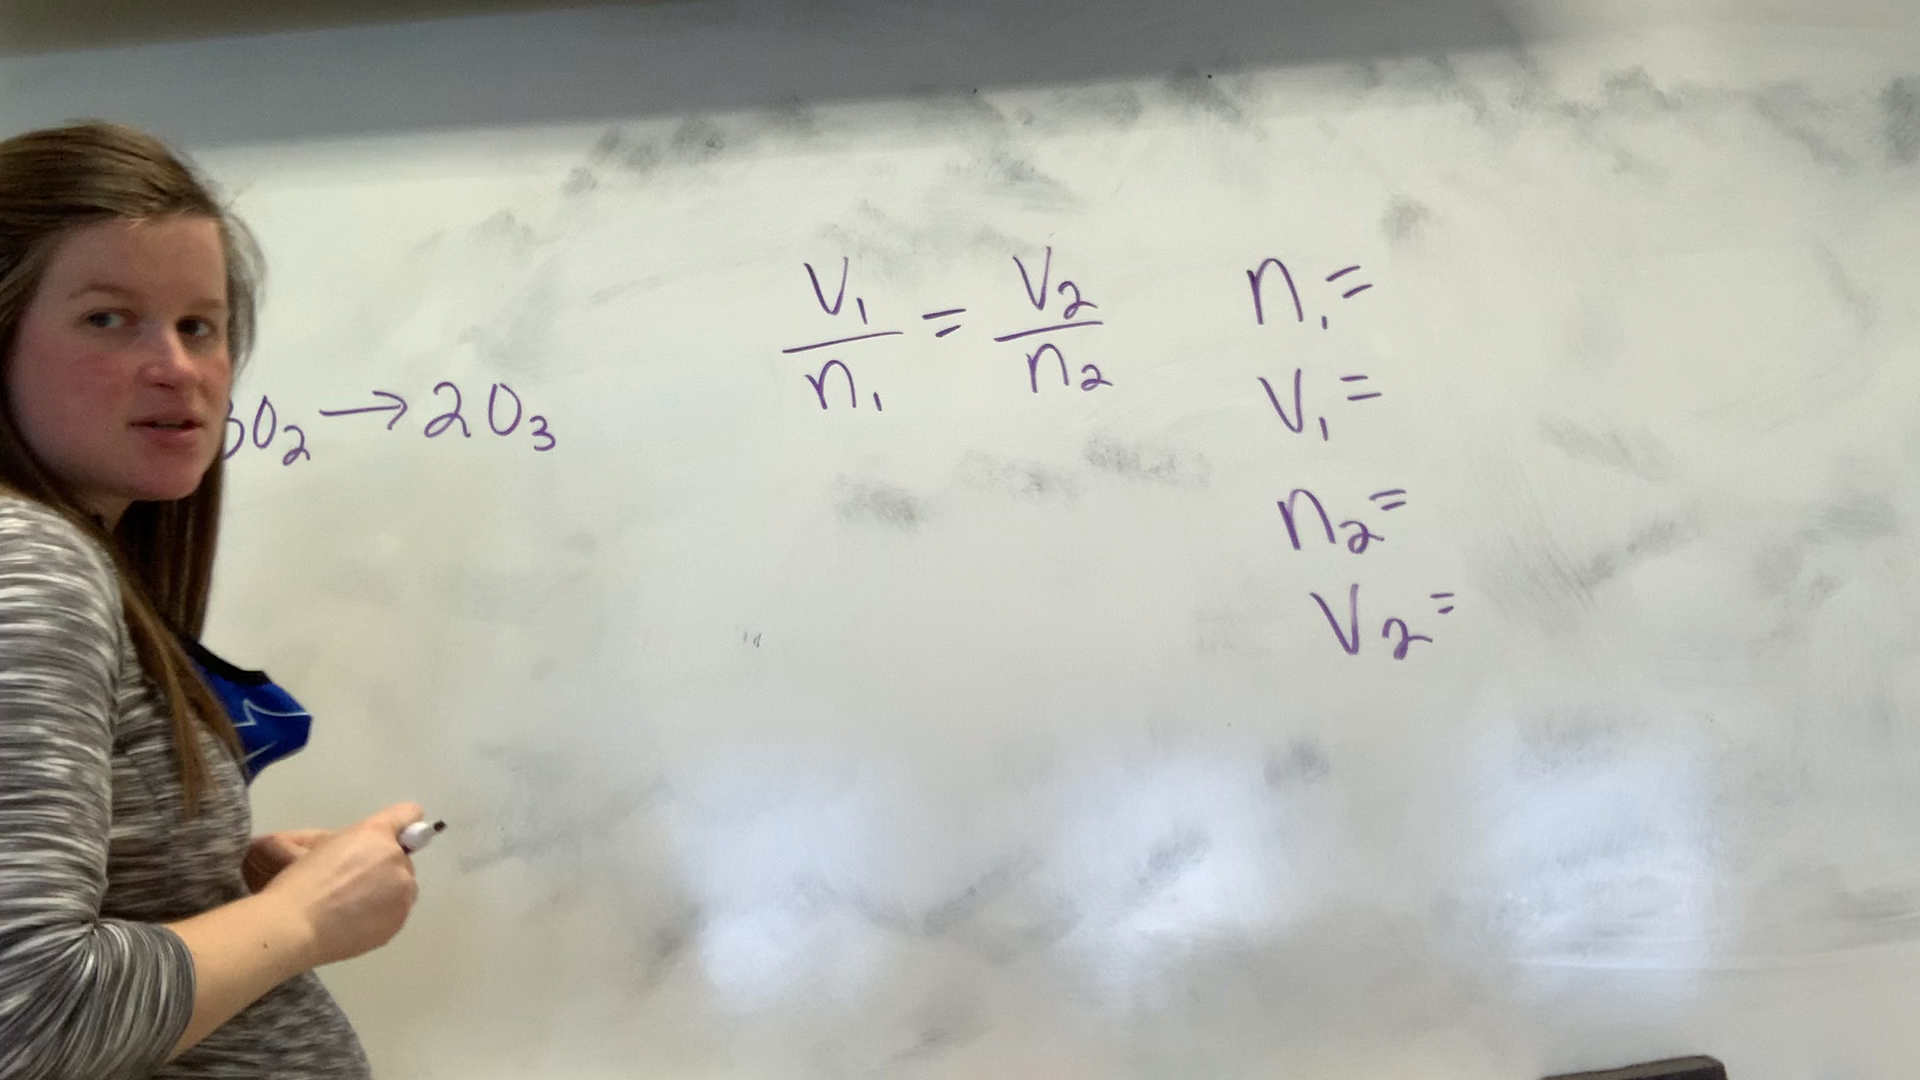 3O₂ → 2O₃
V₁/n₁ = V₂/n₂
n₁ =
V₁ =
n₂ =
V₂ =